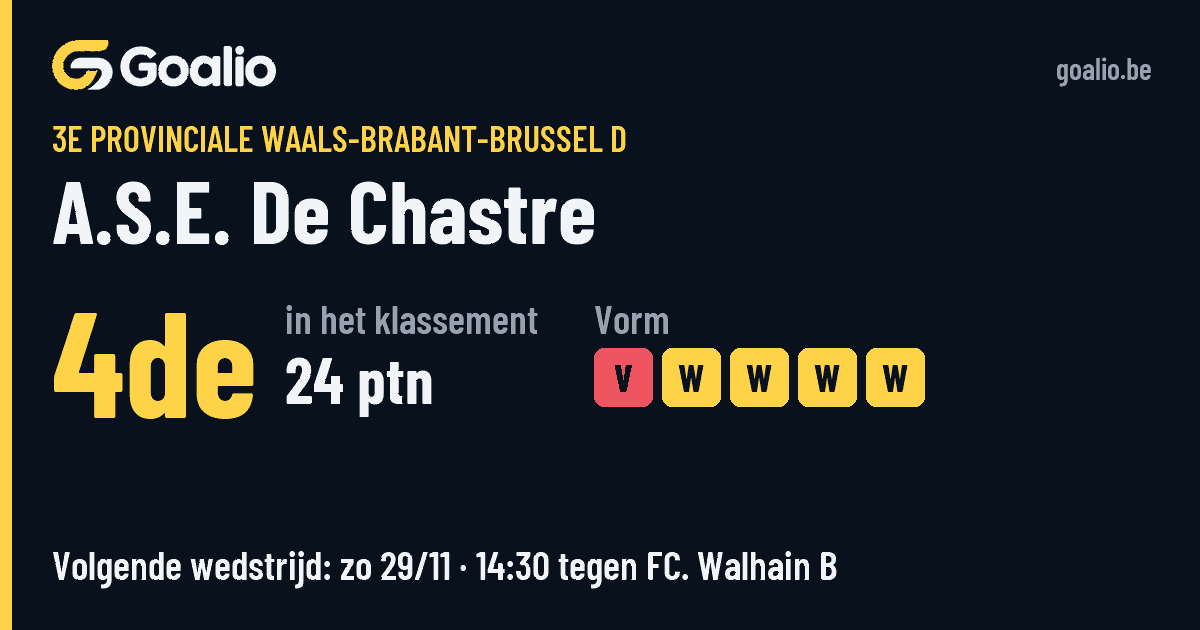 Goalio
goalio.be
3E PROVINCIALE WAALS-BRABANT-BRUSSEL D
A.S.E. De Chastre
4de
in het klassement
24 ptn
Vorm
V W W W W
Volgende wedstrijd: zo 29/11 · 14:30 tegen FC. Walhain B